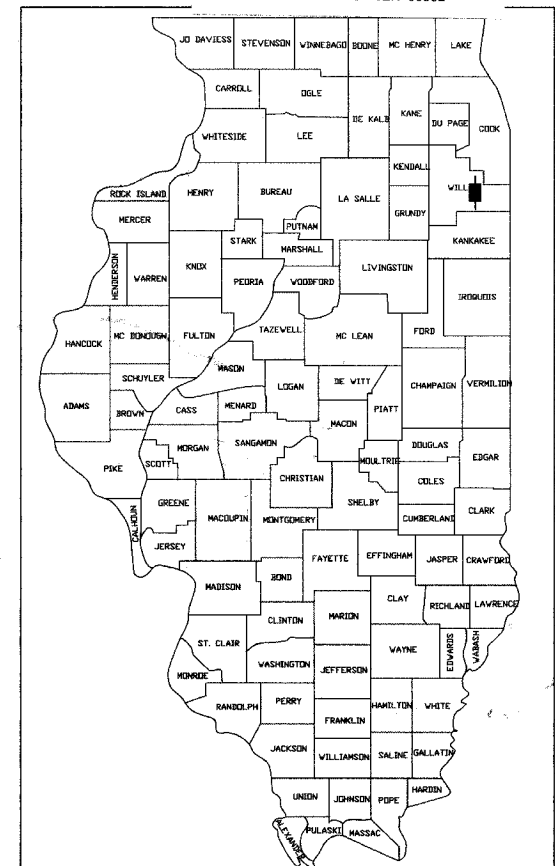 JO DAVIESS STEVENSON WINNEBAGO BOONE MC HENRY LAKE
CARROLL OGLE DE KALB KANE DU PAGE COOK
WHITESIDE LEE KENDALL
ROCK ISLAND HENRY BUREAU LA SALLE GRUNDY WILL
MERCER PUTNAM KANKAKEE
STARK MARSHALL
HENDERSON WARREN KNOX PEORIA WOODFORD LIVINGSTON IROQUOIS
HANCOCK MC DONOUGH FULTON TAZEWELL MC LEAN FORD
SCHUYLER MASON LOGAN DE WITT CHAMPAIGN VERMILION
ADAMS BROWN CASS MENARD MACON PIATT
MORGAN SANGAMON DOUGLAS EDGAR
PIKE SCOTT CHRISTIAN MOULTRIE COLES
GREENE MACOUPIN MONTGOMERY SHELBY CUMBERLAND CLARK
CALHOUN JERSEY FAYETTE EFFINGHAM JASPER CRAWFORD
MADISON BOND
CLINTON MARION CLAY RICHLAND LAWRENCE
ST. CLAIR WAYNE EDWARDS WABASH
MONROE WASHINGTON JEFFERSON
RANDOLPH PERRY FRANKLIN HAMILTON WHITE
JACKSON WILLIAMSON SALINE GALLATIN
UNION JOHNSON POPE HARDIN
ALEXANDER PULASKI MASSAC